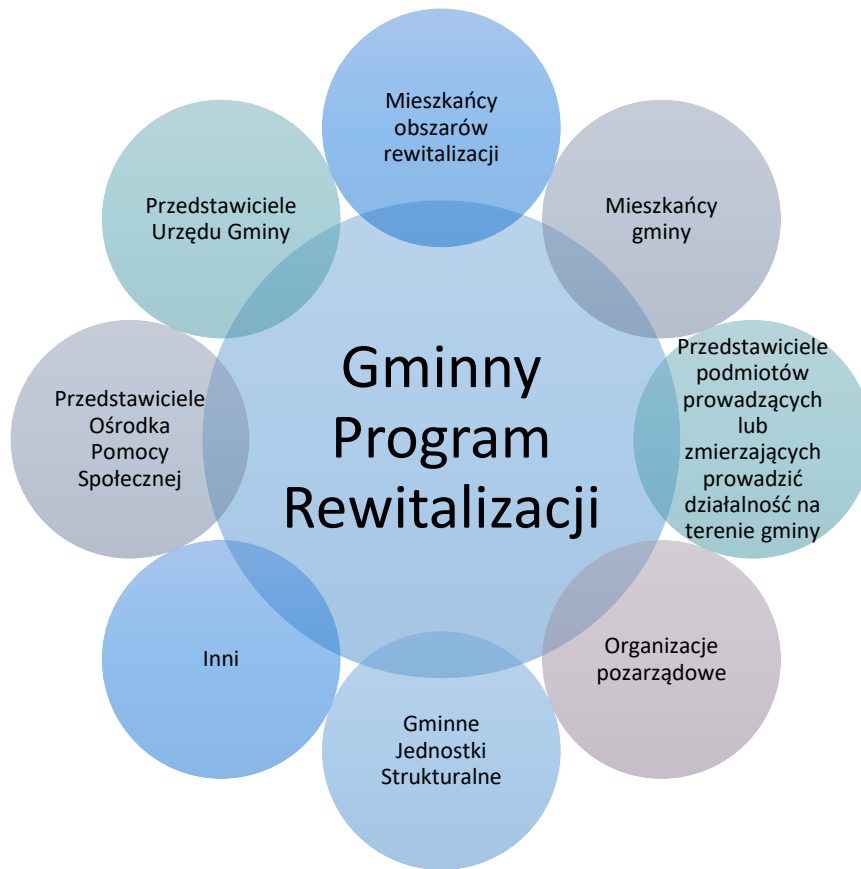 Mieszkańcy
obszarów
rewitalizacji
Mieszkańcy
gminy
Przedstawiciele
podmiotów
prowadzących
lub
zmierzających
prowadzić
działalność na
terenie gminy
Organizacje
pozarządowe
Gminne
Jednostki
Strukturalne
Inni
Przedstawiciele
Ośrodka
Pomocy
Społecznej
Przedstawiciele
Urzędu Gminy
Gminny
Program
Rewitalizacji